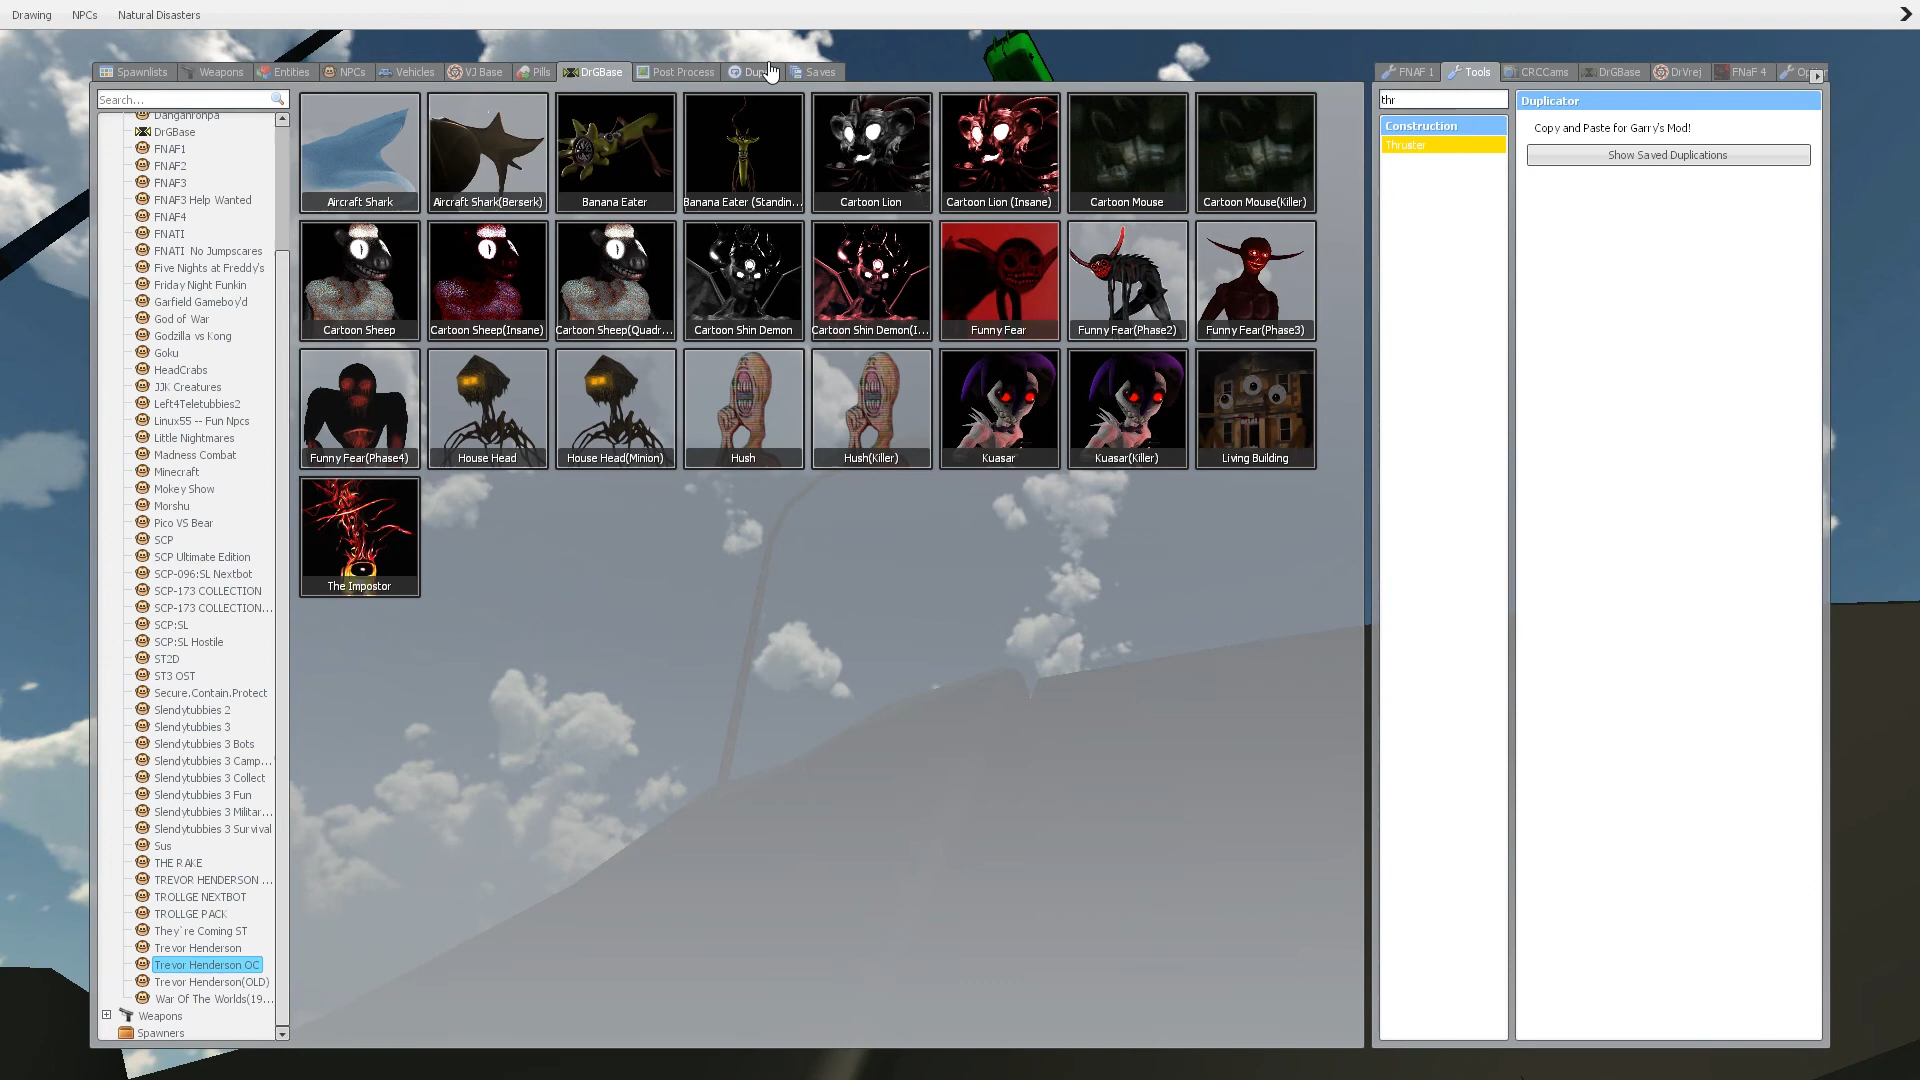 Drawing NPCs Natural Disasters
Spawnlists Weapons Entities NPCs Vehicles VJ Base Pills DrGBase Post Process Saves
FNAF 1 Tools CRCCams DrGBase DrVrej FNaF 4
Search...
Danganronpa
DrGBase
FNAF1
FNAF2
FNAF3
FNAF3 Help Wanted
FNAF4
FNATI
FNATI No Jumpscares
Five Nights at Freddy's
Friday Night Funkin
Garfield Gameboy'd
God of War
Godzilla vs Kong
Goku
HeadCrabs
JJK Creatures
Left4Teletubbies2
Linux55 -- Fun Npcs
Little Nightmares
Madness Combat
Minecraft
Mokey Show
Morshu
Pico VS Bear
SCP
SCP Ultimate Edition
SCP-096:SL Nextbot
SCP-173 COLLECTION
SCP-173 COLLECTION...
SCP:SL
SCP:SL Hostile
ST2D
ST3 OST
Secure.Contain.Protect
Slendytubbies 2
Slendytubbies 3
Slendytubbies 3 Bots
Slendytubbies 3 Camp...
Slendytubbies 3 Collect
Slendytubbies 3 Fun
Slendytubbies 3 Militar...
Slendytubbies 3 Survival
Sus
THE RAKE
TREVOR HENDERSON ...
TROLLGE NEXTBOT
TROLLGE PACK
They´re Coming ST
Trevor Henderson
Trevor Henderson OC
Trevor Henderson(OLD)
War Of The Worlds(19...
Weapons
Spawners
Aircraft Shark
Aircraft Shark(Berserk)
Banana Eater
Banana Eater (Standin...
Cartoon Lion
Cartoon Lion (Insane)
Cartoon Mouse
Cartoon Mouse(Killer)
Cartoon Sheep
Cartoon Sheep(Insane)
Cartoon Sheep(Quadr...
Cartoon Shin Demon
Cartoon Shin Demon(I...
Funny Fear
Funny Fear(Phase2)
Funny Fear(Phase3)
Funny Fear(Phase4)
House Head
House Head(Minion)
Hush
Hush(Killer)
Kuasar
Kuasar(Killer)
Living Building
The Impostor
thr
Construction
Thruster
Duplicator
Copy and Paste for Garry's Mod!
Show Saved Duplications